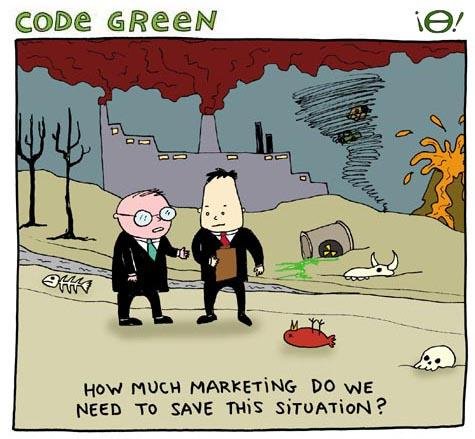 CODE GREEN
¡Ɵ!
HOW MUCH MARKETING DO WE
NEED TO SAVE THIS SITUATION?